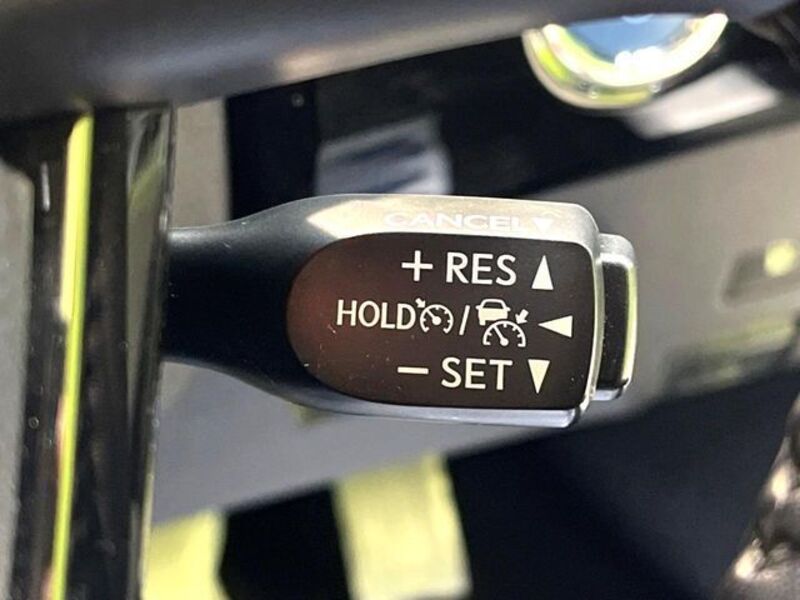 CANCEL ▼
+ RES ▲
HOLD / ◀
− SET ▼